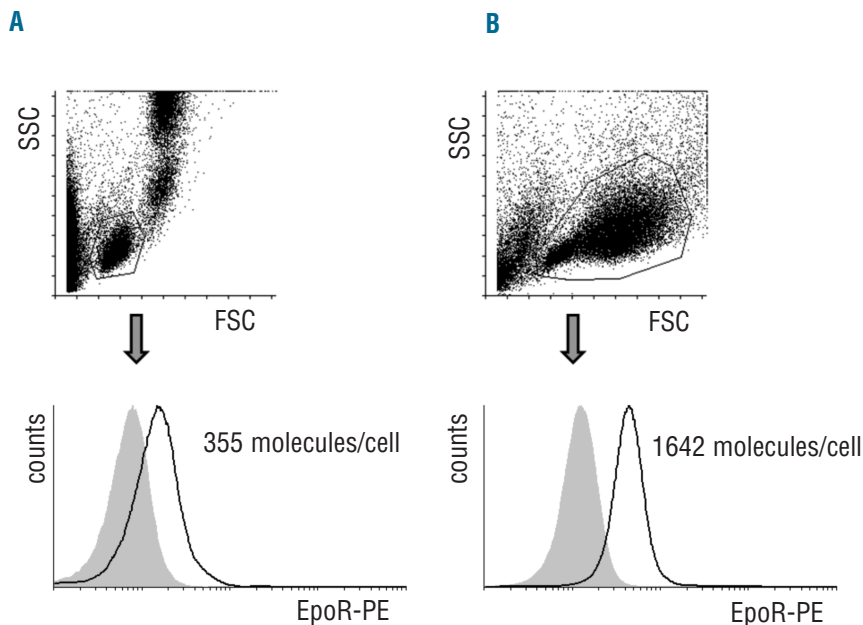 A
SSC
FSC
counts
355 molecules/cell
EpoR-PE
B
SSC
FSC
counts
1642 molecules/cell
EpoR-PE